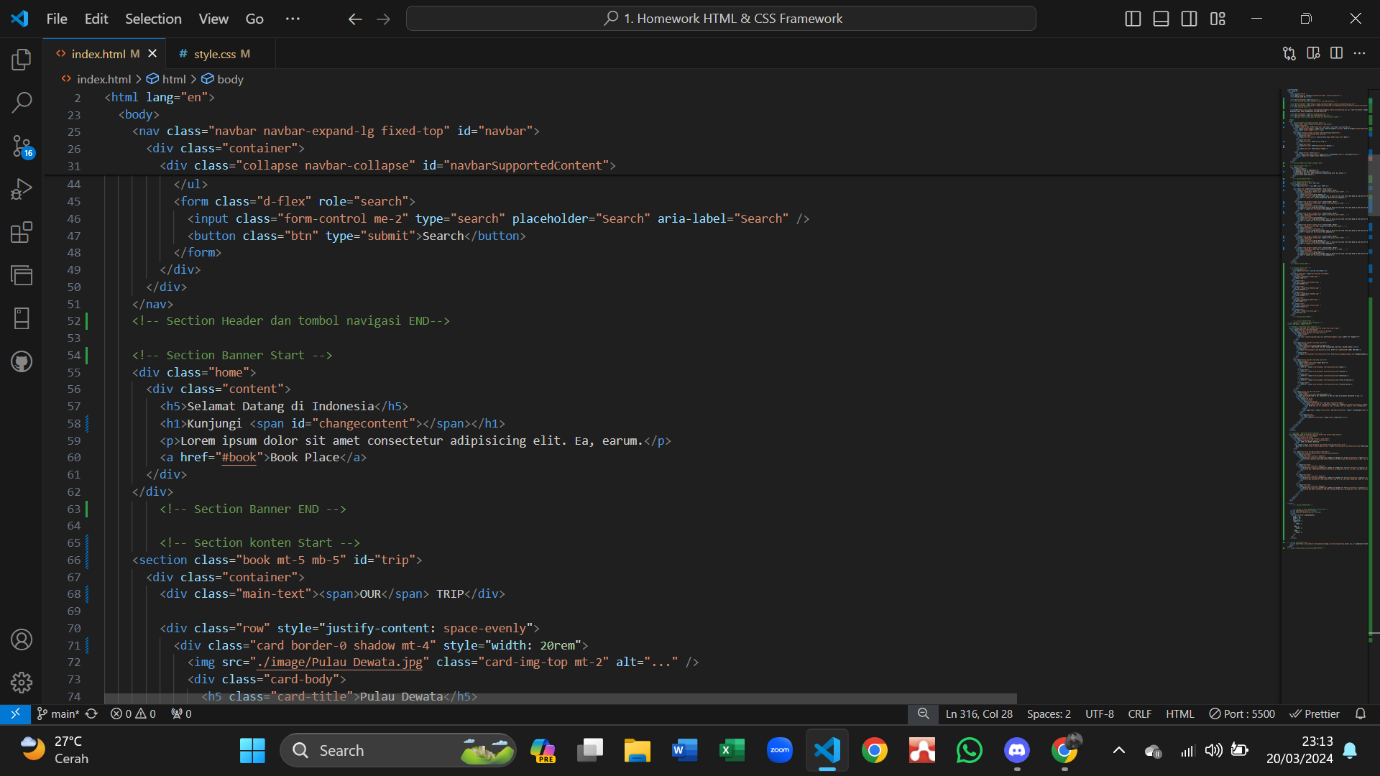 File Edit Selection View Go ··· 1. Homework HTML & CSS Framework
index.html M # style.css M
index.html > html > body
2 <html lang="en">
23 <body>
25 <nav class="navbar navbar-expand-lg fixed-top" id="navbar">
26 <div class="container">
31 <div class="collapse navbar-collapse" id="navbarSupportedContent">
44 </ul>
45 <form class="d-flex" role="search">
46 <input class="form-control me-2" type="search" placeholder="Search" aria-label="Search" />
47 <button class="btn" type="submit">Search</button>
48 </form>
49 </div>
50 </div>
51 </nav>
52 <!-- Section Header dan tombol navigasi END-->
53
54 <!-- Section Banner Start -->
55 <div class="home">
56 <div class="content">
57 <h5>Selamat Datang di Indonesia</h5>
58 <h1>Kunjungi <span id="changecontent"></span></h1>
59 <p>Lorem ipsum dolor sit amet consectetur adipisicing elit. Ea, earum.</p>
60 <a href="#book">Book Place</a>
61 </div>
62 </div>
63 <!-- Section Banner END -->
64
65 <!-- Section konten Start -->
66 <section class="book mt-5 mb-5" id="trip">
67 <div class="container">
68 <div class="main-text"><span>OUR</span> TRIP</div>
69
70 <div class="row" style="justify-content: space-evenly">
71 <div class="card border-0 shadow mt-4" style="width: 20rem">
72 <img src="./image/Pulau Dewata.jpg" class="card-img-top mt-2" alt="..." />
73 <div class="card-body">
74 <h5 class="card-title">Pulau Dewata</h5>
16
main* 0 0 0 Ln 316, Col 28 Spaces: 2 UTF-8 CRLF HTML Port : 5500 Prettier
27°C
Cerah
Search
PRE
zoom
23:13
20/03/2024